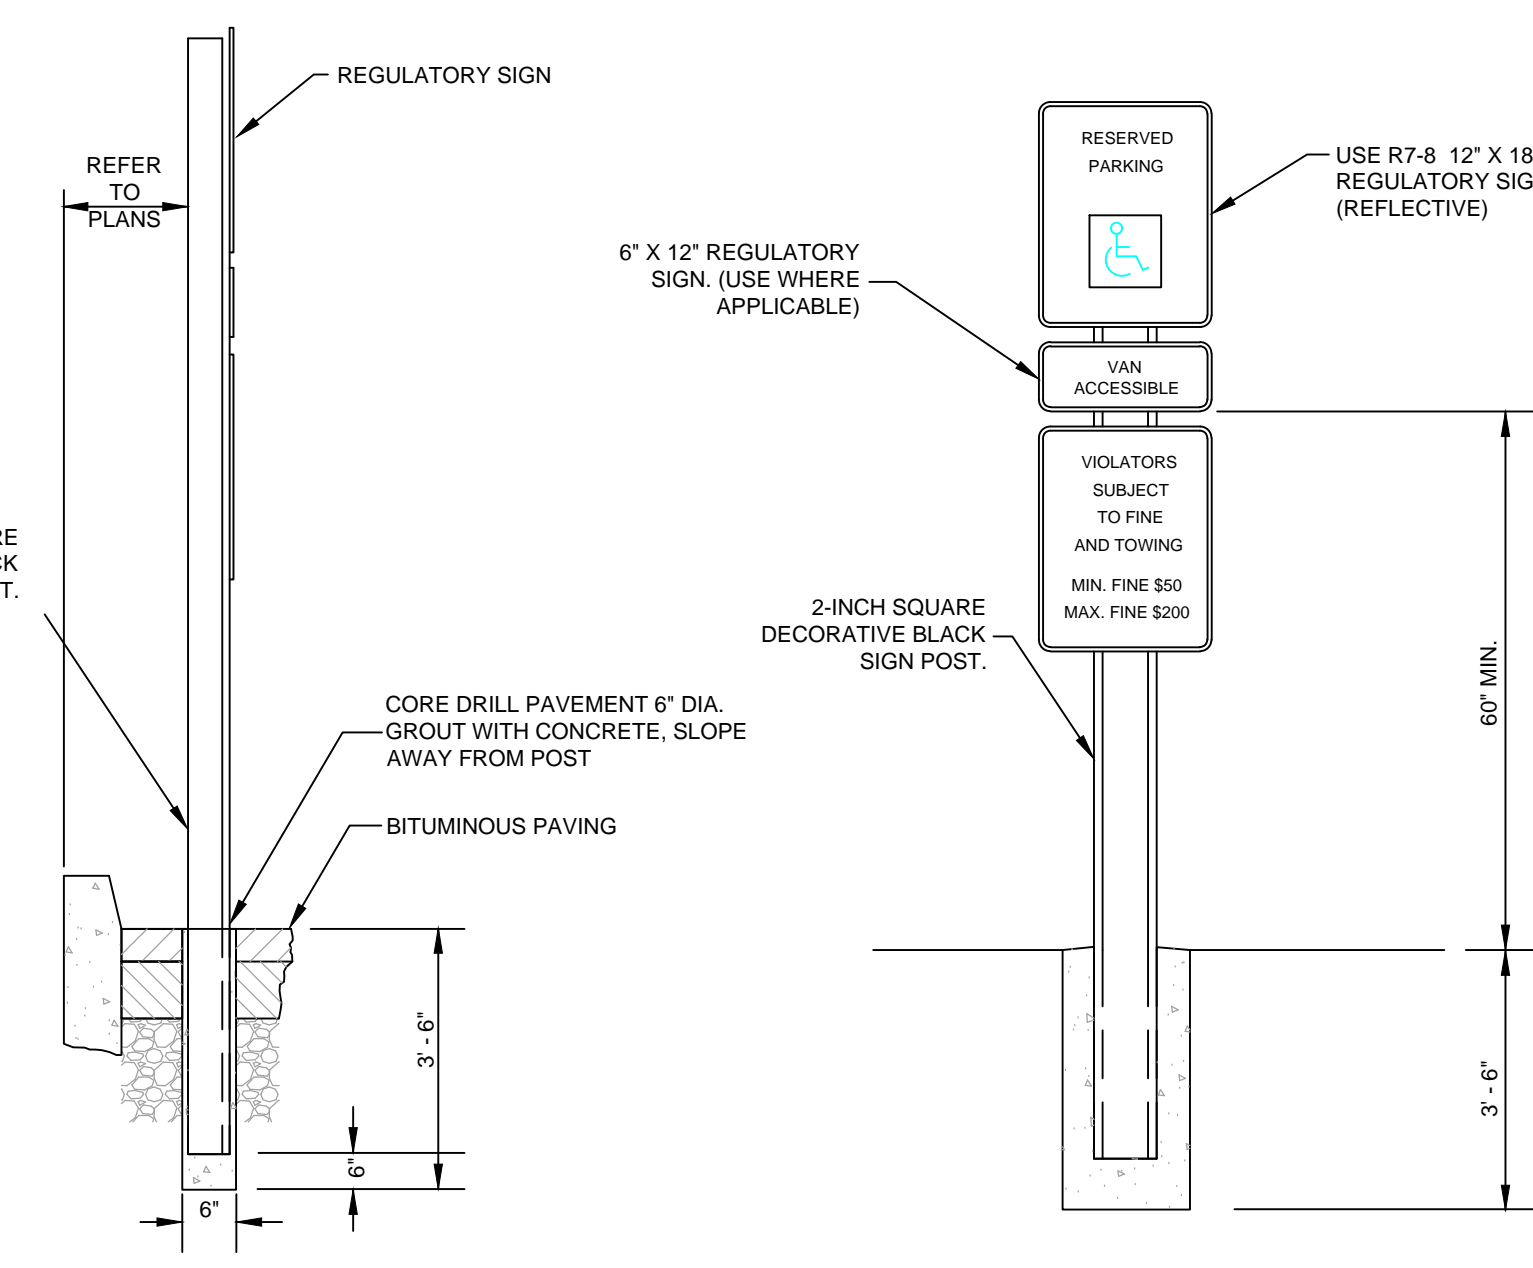 REGULATORY SIGN
REFER
TO
PLANS
RE
CK
T.
CORE DRILL PAVEMENT 6" DIA.
GROUT WITH CONCRETE, SLOPE
AWAY FROM POST
BITUMINOUS PAVING
3' - 6"
6"
6"
RESERVED
PARKING
USE R7-8 12" X 18
REGULATORY SIG
(REFLECTIVE)
6" X 12" REGULATORY
SIGN. (USE WHERE
APPLICABLE)
VAN
ACCESSIBLE
VIOLATORS
SUBJECT
TO FINE
AND TOWING
MIN. FINE $50
MAX. FINE $200
2-INCH SQUARE
DECORATIVE BLACK
SIGN POST.
60" MIN.
3' - 6"